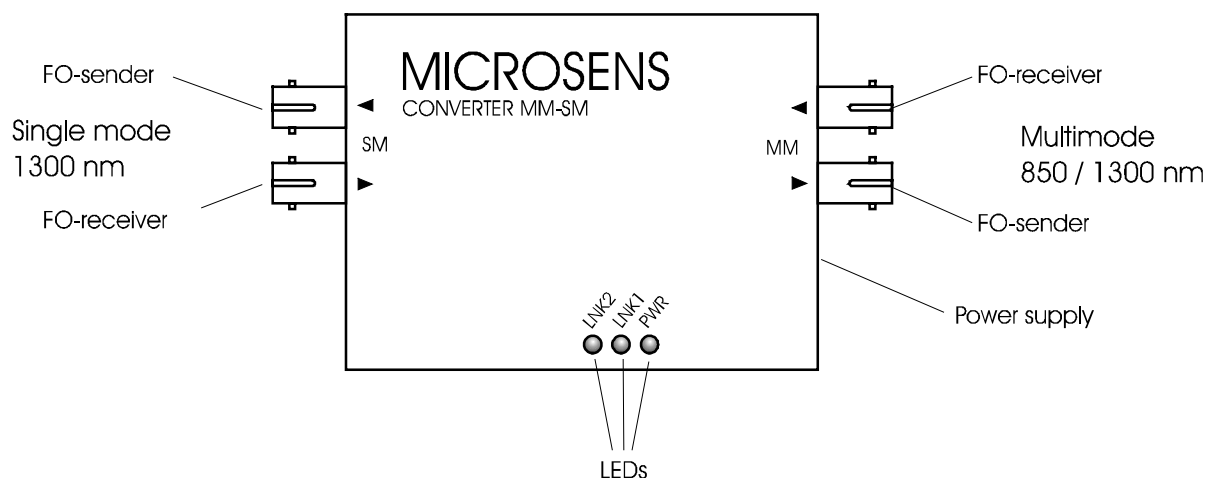 MICROSENS
CONVERTER MM-SM
FO-sender
Single mode
1300 nm
FO-receiver
SM
MM
FO-receiver
Multimode
850 / 1300 nm
FO-sender
Power supply
LNK2
LNK1
PWR
LEDs